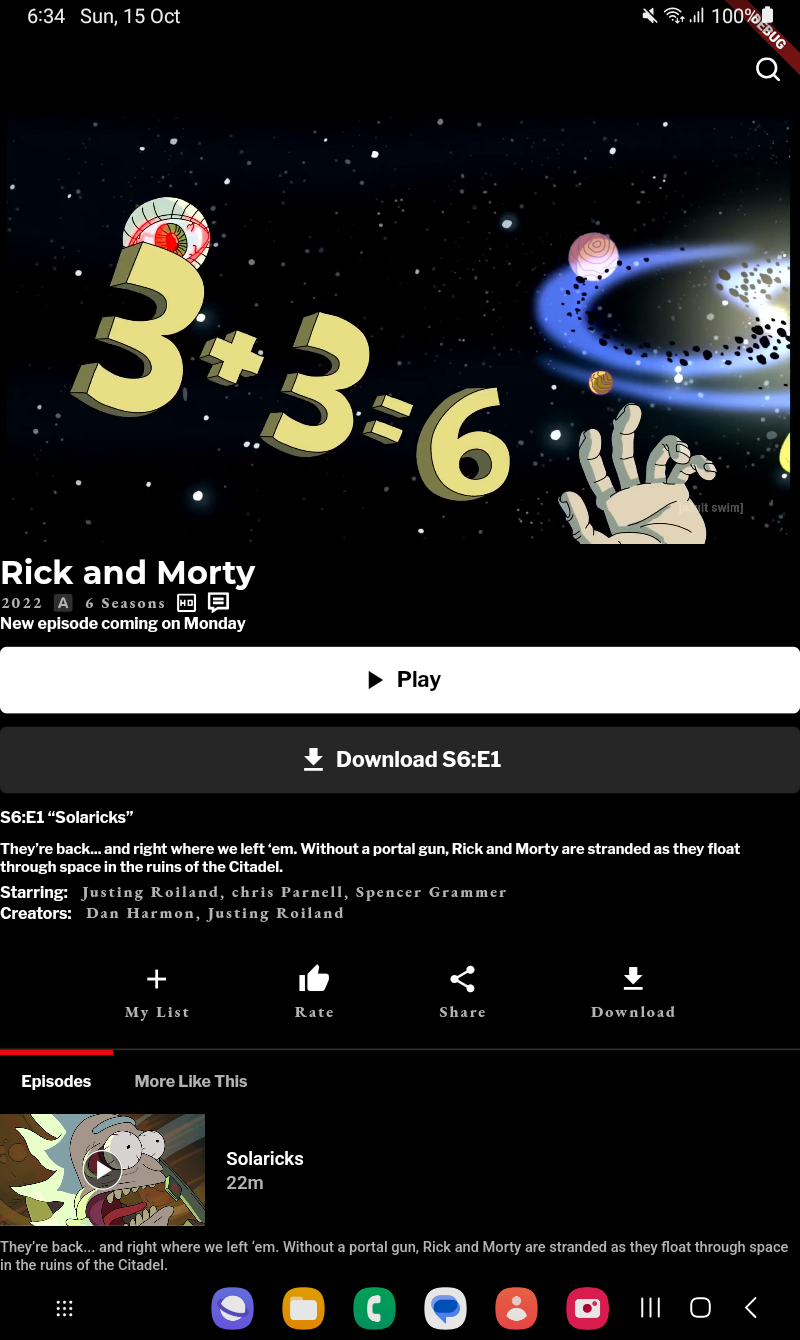 6:34 Sun, 15 Oct
100%
DEBUG
3+3=6
[adult swim]
Rick and Morty
2022 A 6 Seasons HD
New episode coming on Monday
Play
Download S6:E1
S6:E1 “Solaricks”
They’re back... and right where we left ‘em. Without a portal gun, Rick and Morty are stranded as they float
through space in the ruins of the Citadel.
Starring: Justing Roiland, chris Parnell, Spencer Grammer
Creators: Dan Harmon, Justing Roiland
My List Rate Share Download
Episodes More Like This
Solaricks
22m
They’re back... and right where we left ‘em. Without a portal gun, Rick and Morty are stranded as they float through space
in the ruins of the Citadel.